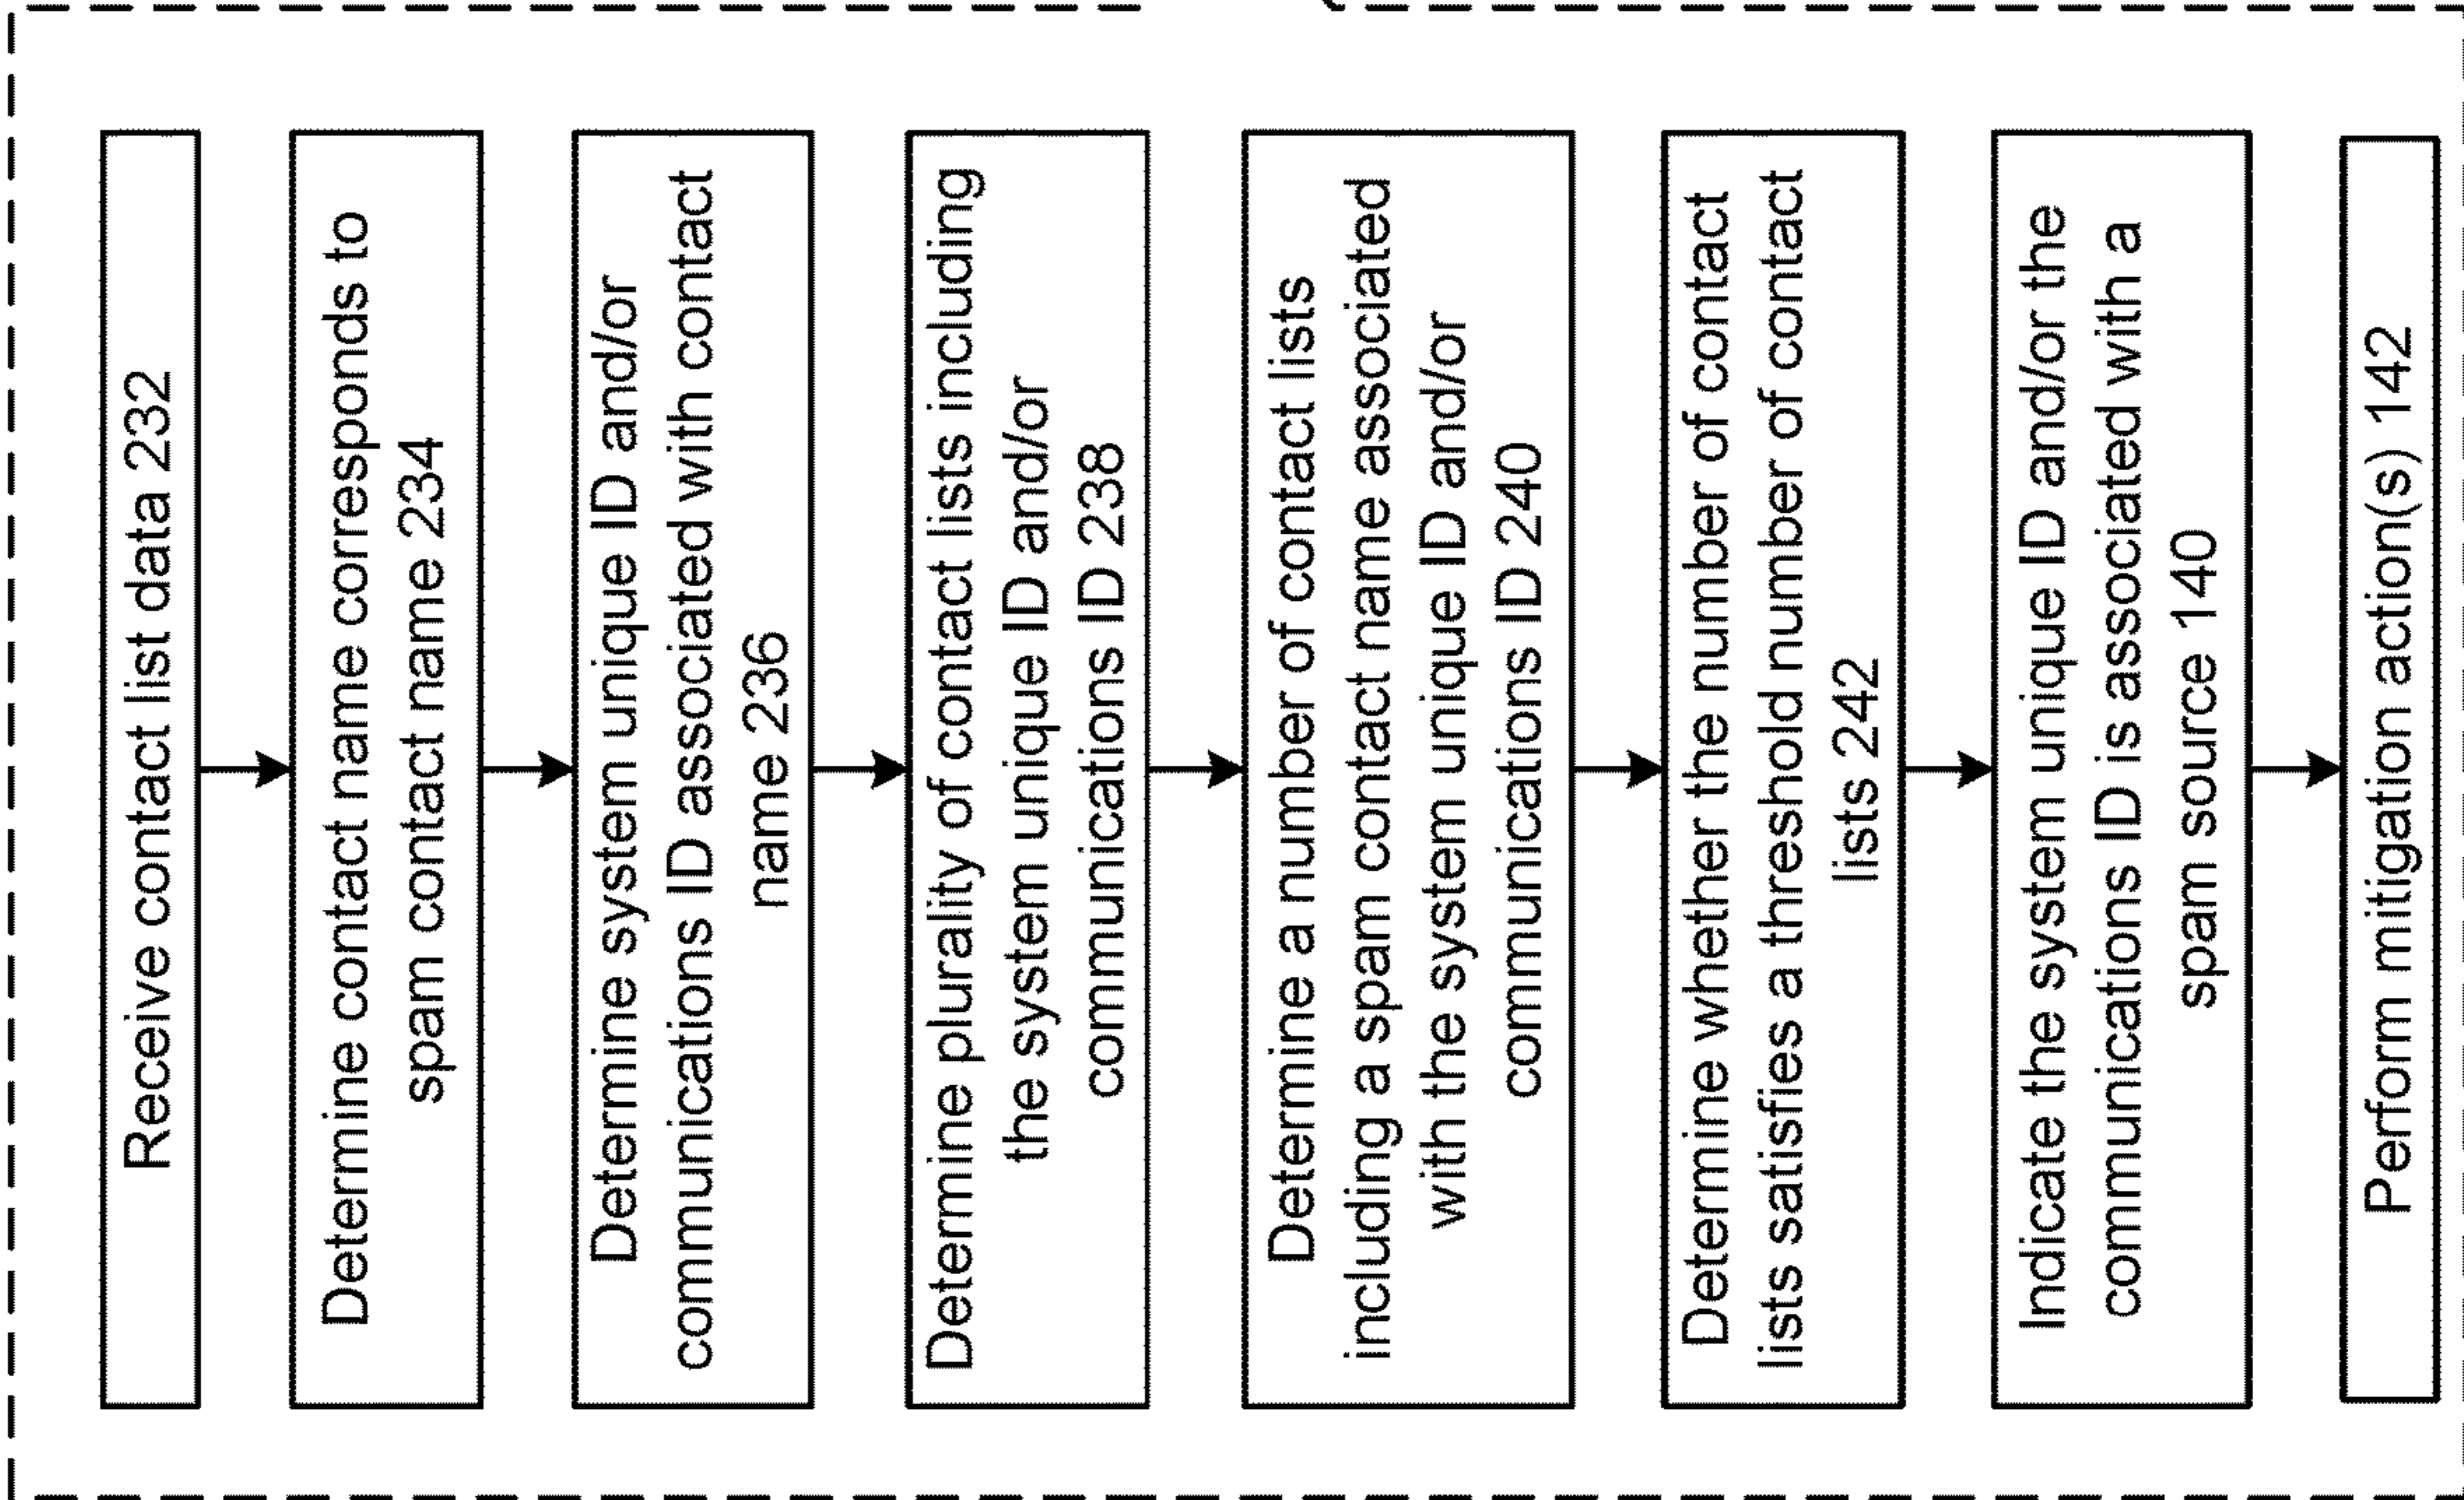 Receive contact list data 232
Determine contact name corresponds to
spam contact name 234
Determine system unique ID and/or
communications ID associated with contact
name 236
Determine plurality of contact lists including
the system unique ID and/or
communications ID 238
Determine a number of contact lists
including a spam contact name associated
with the system unique ID and/or
communications ID 240
Determine whether the number of contact
lists satisfies a threshold number of contact
lists 242
Indicate the system unique ID and/or the
communications ID is associated with a
spam source 140
Perform mitigation action(s) 142